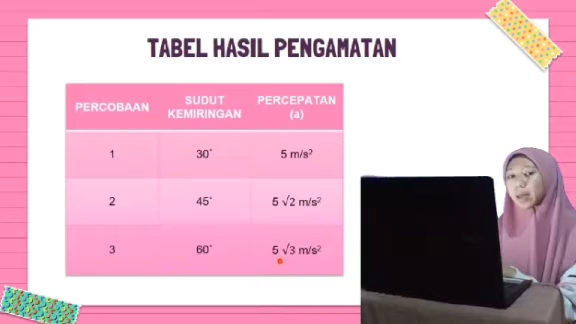 TABEL HASIL PENGAMATAN
PERCOBAAN SUDUT KEMIRINGAN PERCEPATAN (a)
1 30° 5 m/s²
2 45° 5 √2 m/s²
3 60° 5 √3 m/s²